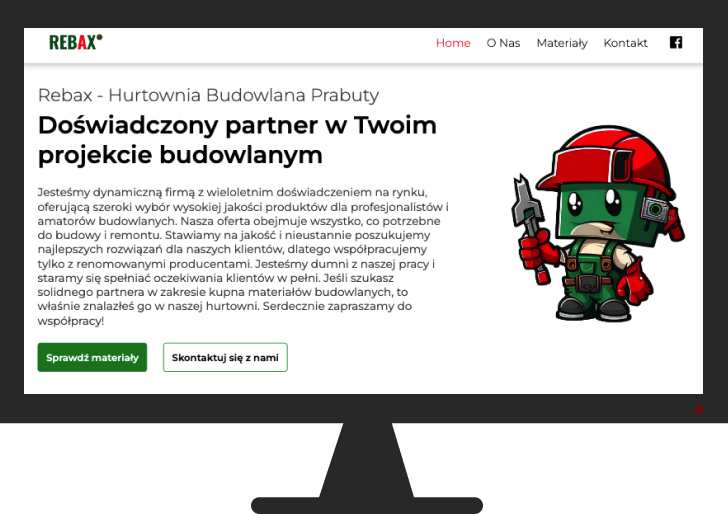 REBAX
Home O Nas Materiały Kontakt
Rebax - Hurtownia Budowlana Prabuty
Doświadczony partner w Twoim
projekcie budowlanym
Jesteśmy dynamiczną firmą z wieloletnim doświadczeniem na rynku,
oferującą szeroki wybór wysokiej jakości produktów dla profesjonalistów i
amatorów budowlanych. Nasza oferta obejmuje wszystko, co potrzebne
do budowy i remontu. Stawiamy na jakość i nieustannie poszukujemy
najlepszych rozwiązań dla naszych klientów, dlatego współpracujemy
tylko z renomowanymi producentami. Jesteśmy dumni z naszej pracy i
staramy się spełniać oczekiwania klientów w pełni. Jeśli szukasz
solidnego partnera w zakresie kupna materiałów budowlanych, to
właśnie znalazłeś go w naszej hurtowni. Serdecznie zapraszamy do
współpracy!
Sprawdź materiały Skontaktuj się z nami